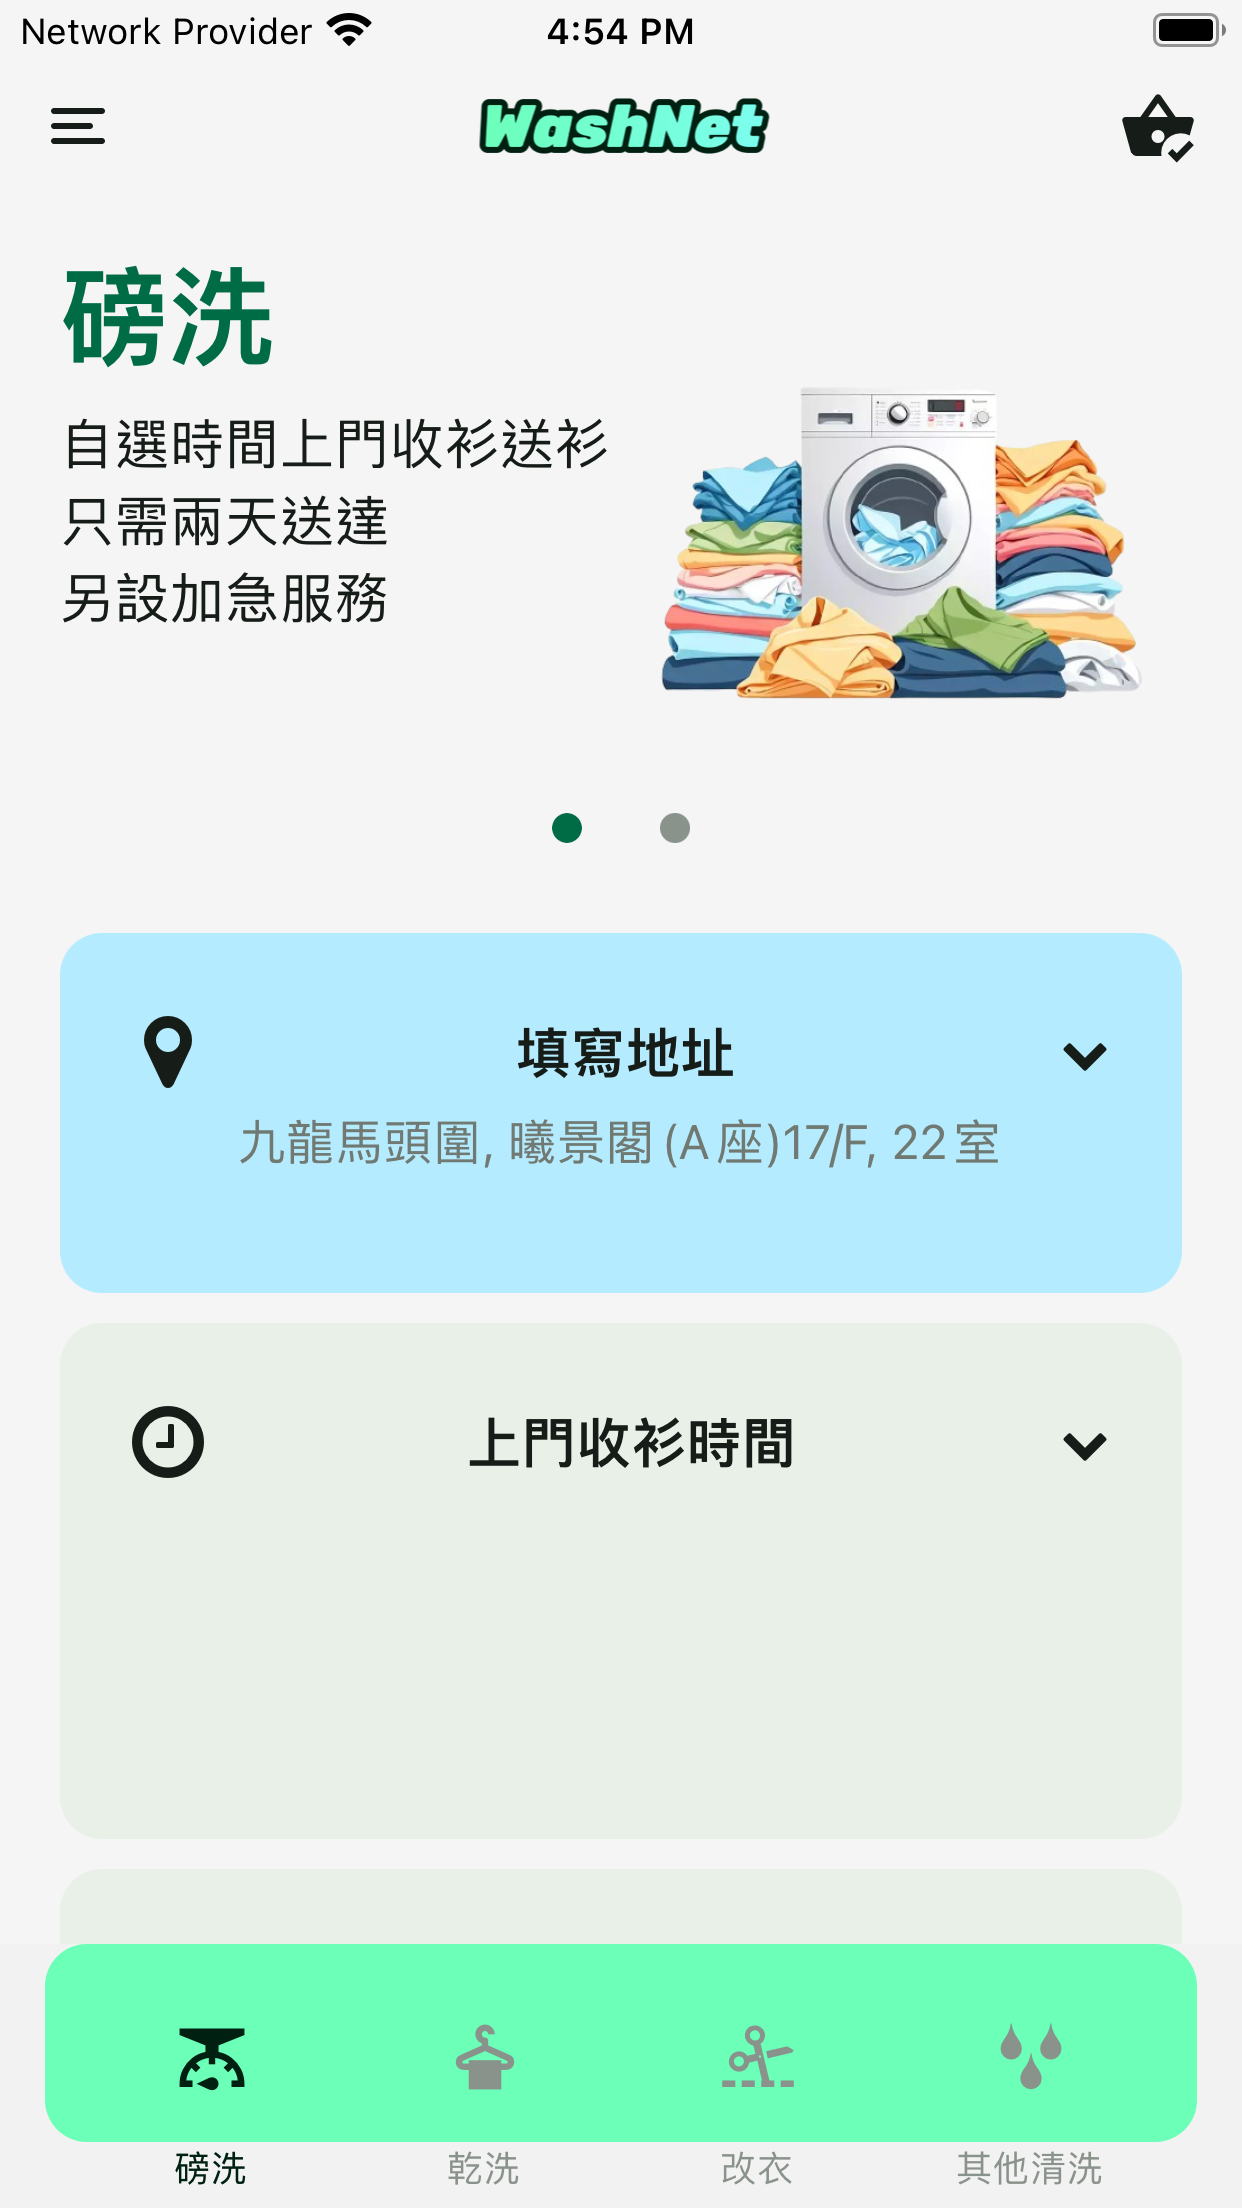 Network Provider
4:54 PM
WashNet
磅洗
自選時間上門收衫送衫
只需兩天送達
另設加急服務
填寫地址
九龍馬頭圍, 曦景閣 (A 座)17/F, 22 室
上門收衫時間
磅洗
乾洗
改衣
其他清洗